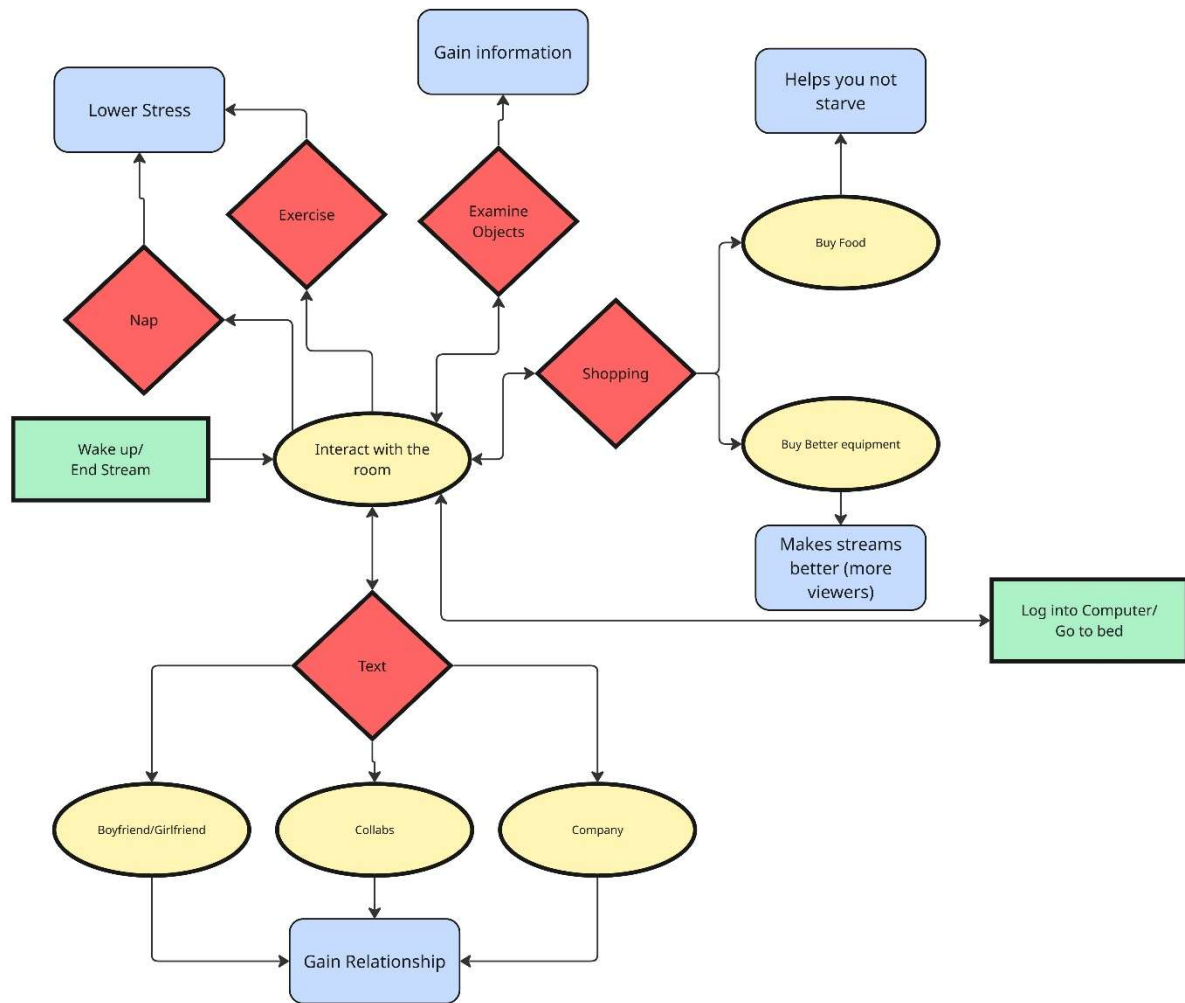 Gain information
Helps you not
starve
Lower Stress
Exercise
Examine
Objects
Buy Food
Nap
Shopping
Wake up/
End Stream
Interact with the
room
Buy Better equipment
Makes streams
better (more
viewers)
Log into Computer/
Go to bed
Text
Boyfriend/Girlfriend
Collabs
Company
Gain Relationship